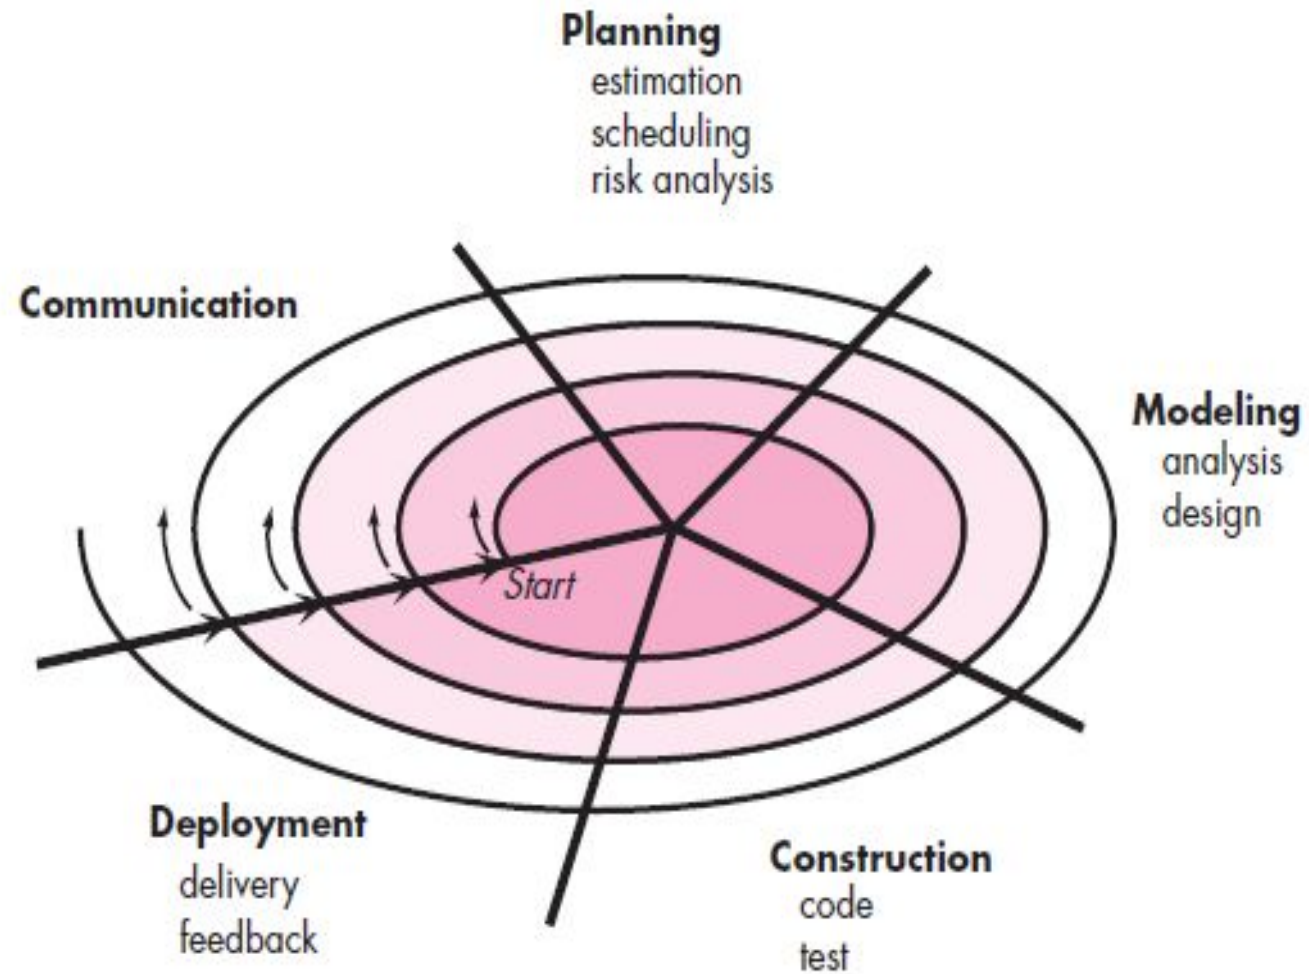 Planning
estimation
scheduling
risk analysis
Communication
Modeling
analysis
design
Start
Deployment
delivery
feedback
Construction
code
test